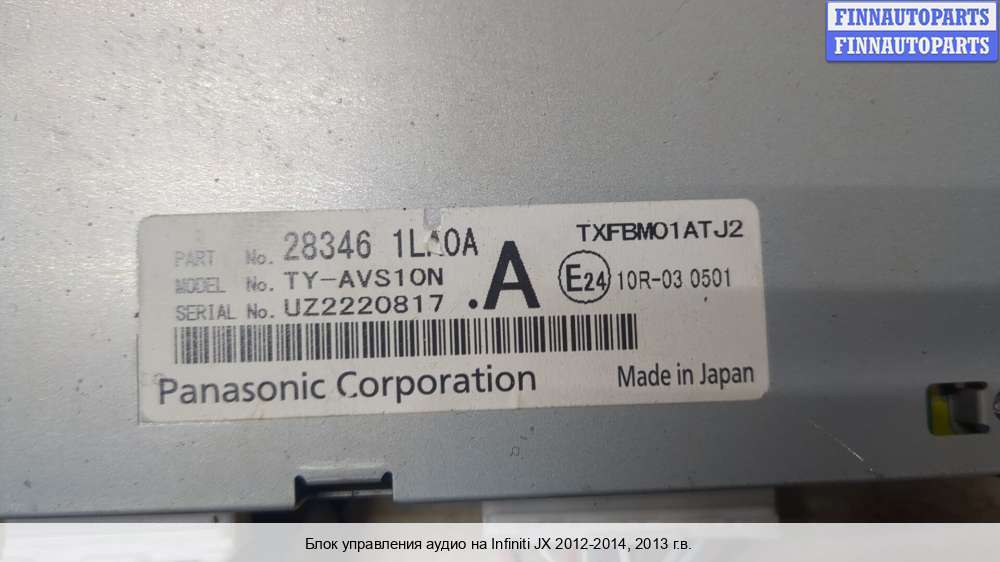 FINNAUTOPARTS
FINNAUTOPARTS
PART No. 28346 1LA0A
TXFBM01ATJ2
MODEL No. TY-AVS10N
.A
E24 10R-03 0501
SERIAL No. UZ2220817
Panasonic Corporation
Made in Japan
Блок управления аудио на Infiniti JX 2012-2014, 2013 г.в.